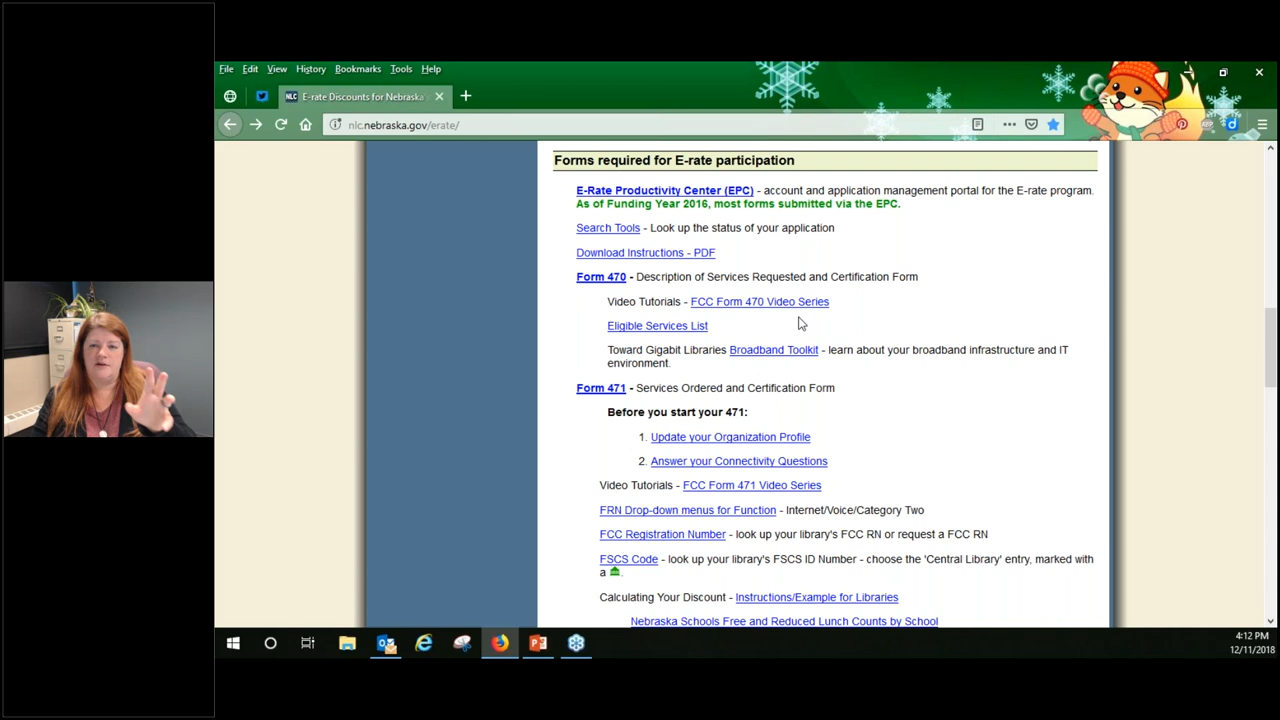 File Edit View History Bookmarks Tools Help
NLC E-rate Discounts for Nebraska's
nlc.nebraska.gov/erate/
Forms required for E-rate participation
E-Rate Productivity Center (EPC) - account and application management portal for the E-rate program.
As of Funding Year 2016, most forms submitted via the EPC.
Search Tools - Look up the status of your application
Download Instructions - PDF
Form 470 - Description of Services Requested and Certification Form
Video Tutorials - FCC Form 470 Video Series
Eligible Services List
Toward Gigabit Libraries Broadband Toolkit - learn about your broadband infrastructure and IT
environment.
Form 471 - Services Ordered and Certification Form
Before you start your 471:
1. Update your Organization Profile
2. Answer your Connectivity Questions
Video Tutorials - FCC Form 471 Video Series
FRN Drop-down menus for Function - Internet/Voice/Category Two
FCC Registration Number - look up your library's FCC RN or request a FCC RN
FSCS Code - look up your library's FSCS ID Number - choose the 'Central Library' entry, marked with
a .
Calculating Your Discount - Instructions/Example for Libraries
Nebraska Schools Free and Reduced Lunch Counts by School
4:12 PM
12/11/2018